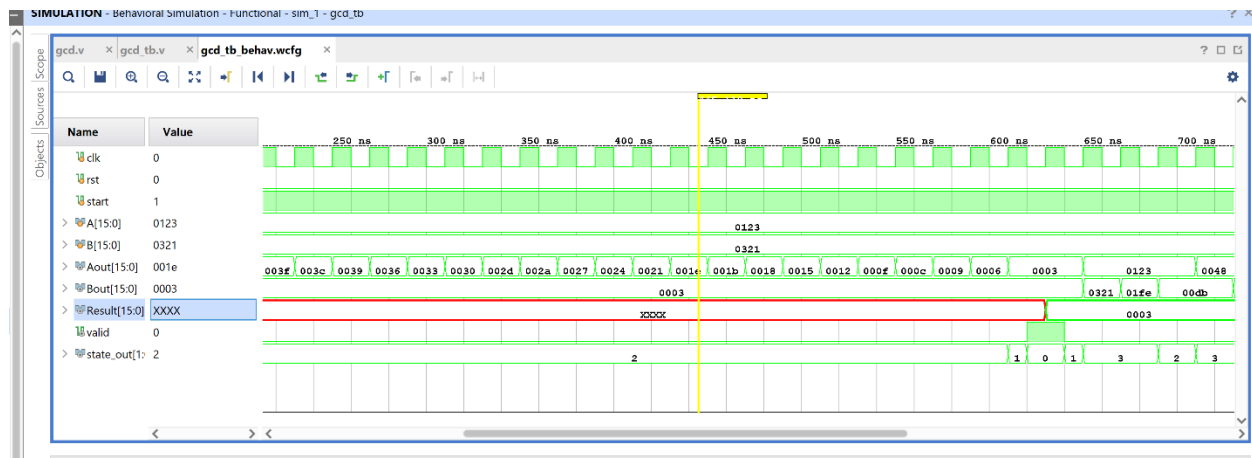 SIMULATION - Behavioral Simulation - Functional - sim_1 - gcd_tb
gcd.v × gcd_tb.v × gcd_tb_behav.wcfg ×
Scope
Sources
Objects
Name Value
250 ns 300 ns 350 ns 400 ns 450 ns 500 ns 550 ns 600 ns 650 ns 700 ns
clk 0
rst 0
start 1
A[15:0] 0123 0123
B[15:0] 0321 0321
Aout[15:0] 001e 003f 003c 0039 0036 0033 0030 002d 002a 0027 0024 0021 001e 001b 0018 0015 0012 000f 000c 0009 0006 0003 0123 0048
Bout[15:0] 0003 0003 0321 01fe 00db
Result[15:0] XXXX XXXX 0003
valid 0
state_out[1: 2 2 1 0 1 3 2 3